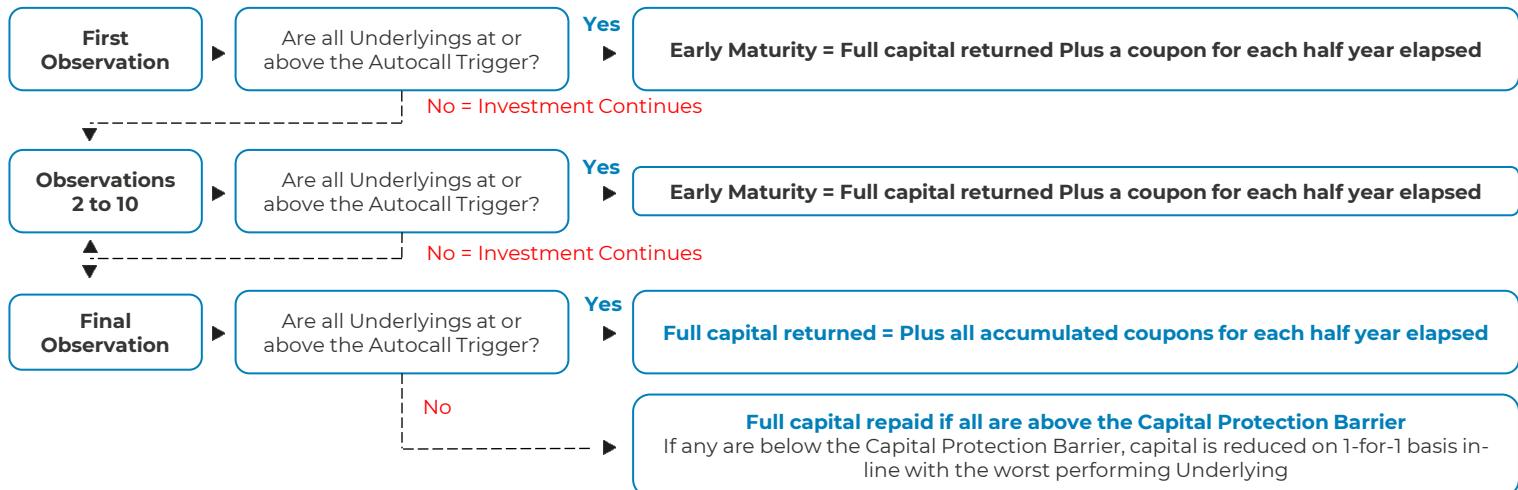 First
Observation
Are all Underlyings at or
above the Autocall Trigger?
Yes
Early Maturity = Full capital returned Plus a coupon for each half year elapsed
No = Investment Continues
Observations
2 to 10
Are all Underlyings at or
above the Autocall Trigger?
Yes
Early Maturity = Full capital returned Plus a coupon for each half year elapsed
No = Investment Continues
Final
Observation
Are all Underlyings at or
above the Autocall Trigger?
Yes
Full capital returned = Plus all accumulated coupons for each half year elapsed
No
Full capital repaid if all are above the Capital Protection Barrier
If any are below the Capital Protection Barrier, capital is reduced on 1-for-1 basis in-
line with the worst performing Underlying